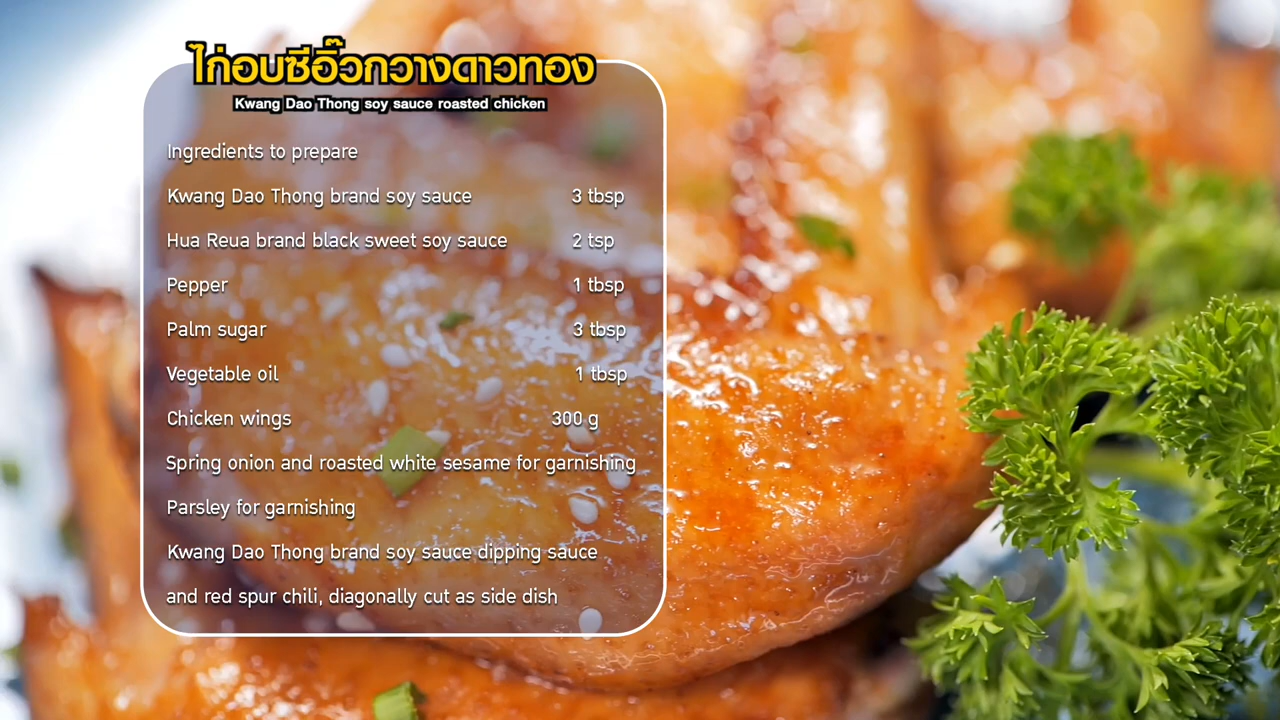 ไก่อบซีอิ๊วกวางดาวทอง
Kwang Dao Thong soy sauce roasted chicken
Ingredients to prepare
Kwang Dao Thong brand soy sauce 3 tbsp
Hua Reua brand black sweet soy sauce 2 tsp
Pepper 1 tbsp
Palm sugar 3 tbsp
Vegetable oil 1 tbsp
Chicken wings 300 g
Spring onion and roasted white sesame for garnishing
Parsley for garnishing
Kwang Dao Thong brand soy sauce dipping sauce
and red spur chili, diagonally cut as side dish